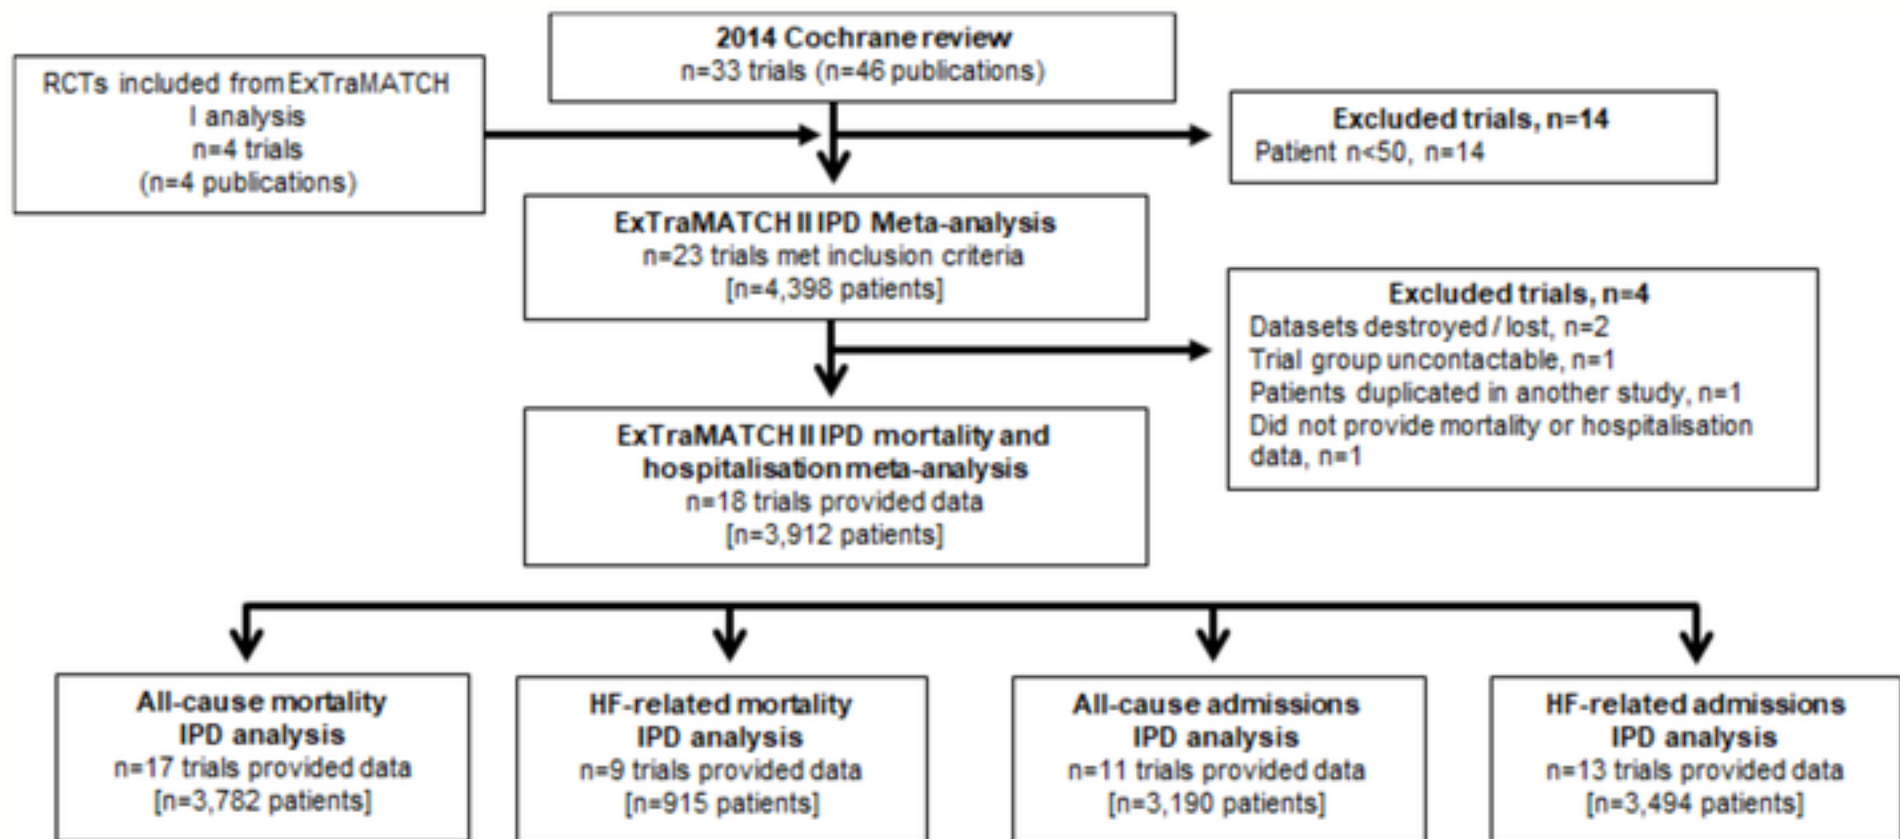 2014 Cochrane review
n=33 trials (n=46 publications)
RCTs included from ExTraMATCH
I analysis
n=4 trials
(n=4 publications)
Excluded trials, n=14
Patient n<50, n=14
ExTraMATCH II IPD Meta-analysis
n=23 trials met inclusion criteria
[n=4,398 patients]
Excluded trials, n=4
Datasets destroyed / lost, n=2
Trial group uncontactable, n=1
Patients duplicated in another study, n=1
Did not provide mortality or hospitalisation
data, n=1
ExTraMATCH II IPD mortality and
hospitalisation meta-analysis
n=18 trials provided data
[n=3,912 patients]
All-cause mortality
IPD analysis
n=17 trials provided data
[n=3,782 patients]
HF-related mortality
IPD analysis
n=9 trials provided data
[n=915 patients]
All-cause admissions
IPD analysis
n=11 trials provided data
[n=3,190 patients]
HF-related admissions
IPD analysis
n=13 trials provided data
[n=3,494 patients]